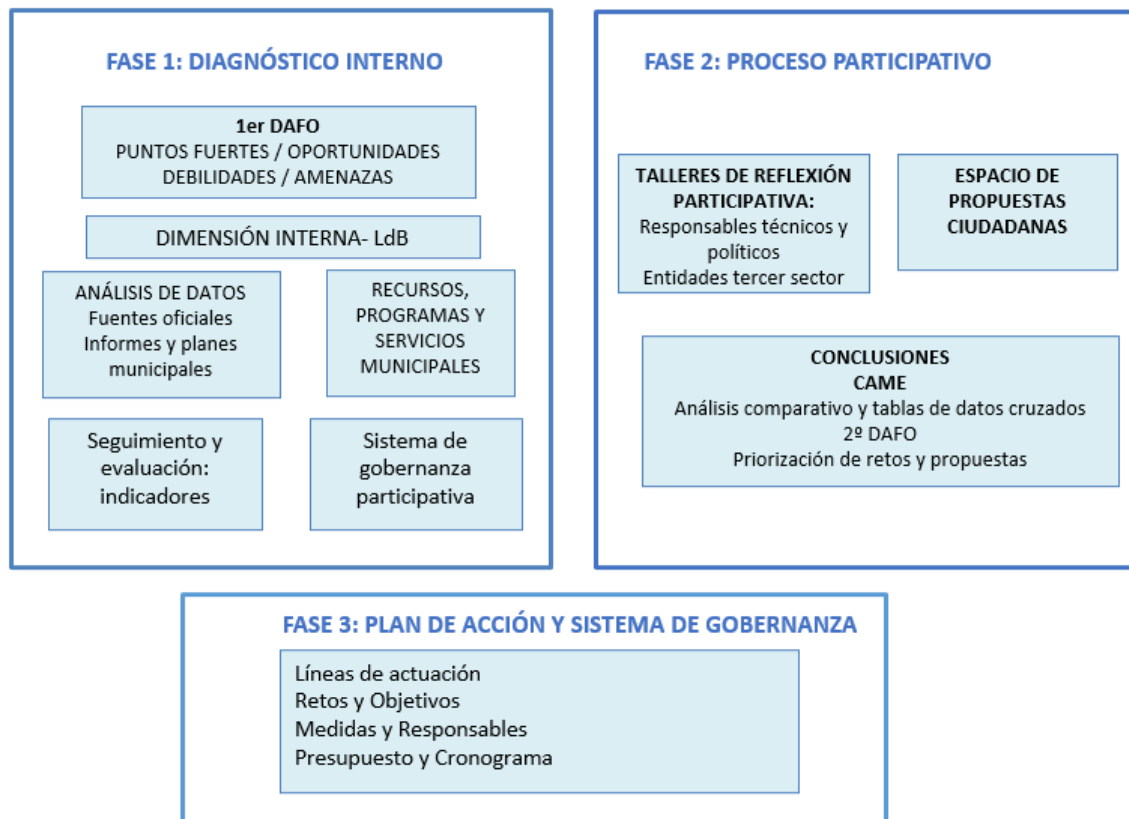 FASE 1: DIAGNÓSTICO INTERNO
1er DAFO
PUNTOS FUERTES / OPORTUNIDADES
DEBILIDADES / AMENAZAS
DIMENSIÓN INTERNA- LdB
ANÁLISIS DE DATOS
Fuentes oficiales
Informes y planes
municipales
RECURSOS,
PROGRAMAS Y
SERVICIOS
MUNICIPALES
Seguimiento y
evaluación:
indicadores
Sistema de
gobernanza
participativa
FASE 2: PROCESO PARTICIPATIVO
TALLERES DE REFLEXIÓN
PARTICIPATIVA:
Responsables técnicos y
políticos
Entidades tercer sector
ESPACIO DE
PROPUESTAS
CIUDADANAS
CONCLUSIONES
CAME
Análisis comparativo y tablas de datos cruzados
2º DAFO
Priorización de retos y propuestas
FASE 3: PLAN DE ACCIÓN Y SISTEMA DE GOBERNANZA
Líneas de actuación
Retos y Objetivos
Medidas y Responsables
Presupuesto y Cronograma